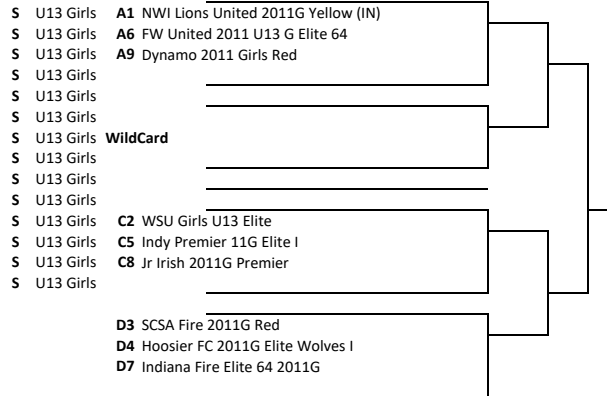 S U13 Girls A1 NWI Lions United 2011G Yellow (IN)
S U13 Girls A6 FW United 2011 U13 G Elite 64
S U13 Girls A9 Dynamo 2011 Girls Red
S U13 Girls
S U13 Girls
S U13 Girls
S U13 Girls WildCard
S U13 Girls
S U13 Girls
S U13 Girls
S U13 Girls C2 WSU Girls U13 Elite
S U13 Girls C5 Indy Premier 11G Elite I
S U13 Girls C8 Jr Irish 2011G Premier
S U13 Girls
D3 SCSA Fire 2011G Red
D4 Hoosier FC 2011G Elite Wolves I
D7 Indiana Fire Elite 64 2011G